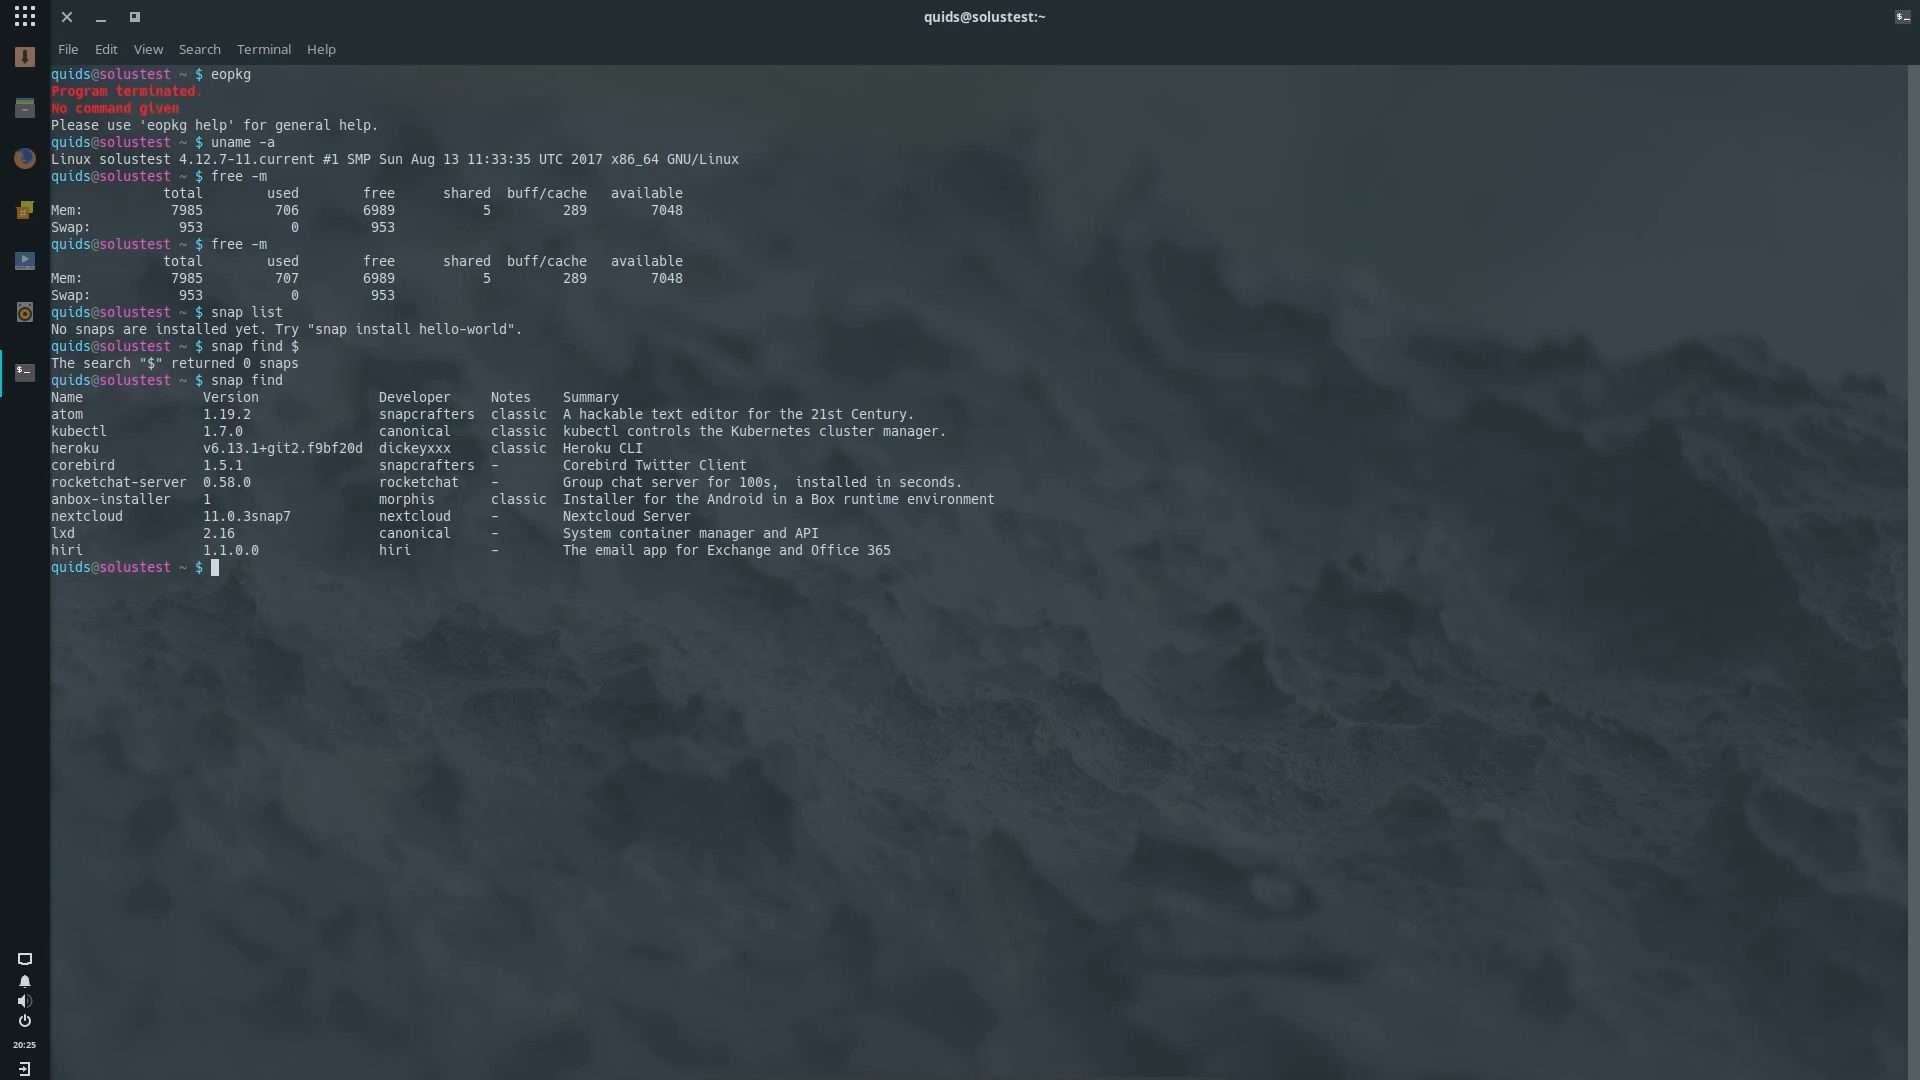 quids@solustest:~
$_
File Edit View Search Terminal Help
quids@solustest ~ $ eopkg
Program terminated.
No command given
Please use 'eopkg help' for general help.
quids@solustest ~ $ uname -a
Linux solustest 4.12.7-11.current #1 SMP Sun Aug 13 11:33:35 UTC 2017 x86_64 GNU/Linux
quids@solustest ~ $ free -m
              total        used        free      shared  buff/cache   available
Mem:           7985         706        6989           5         289        7048
Swap:           953           0         953
quids@solustest ~ $ free -m
              total        used        free      shared  buff/cache   available
Mem:           7985         707        6989           5         289        7048
Swap:           953           0         953
quids@solustest ~ $ snap list
No snaps are installed yet. Try "snap install hello-world".
quids@solustest ~ $ snap find $
The search "$" returned 0 snaps
quids@solustest ~ $ snap find
Name               Version               Developer     Notes    Summary
atom               1.19.2                snapcrafters  classic  A hackable text editor for the 21st Century.
kubectl            1.7.0                 canonical     classic  kubectl controls the Kubernetes cluster manager.
heroku             v6.13.1+git2.f9bf20d  dickeyxxx     classic  Heroku CLI
corebird           1.5.1                 snapcrafters  -        Corebird Twitter Client
rocketchat-server  0.58.0                rocketchat    -        Group chat server for 100s,  installed in seconds.
anbox-installer    1                     morphis       classic  Installer for the Android in a Box runtime environment
nextcloud          11.0.3snap7           nextcloud     -        Nextcloud Server
lxd                2.16                  canonical     -        System container manager and API
hiri               1.1.0.0               hiri          -        The email app for Exchange and Office 365
quids@solustest ~ $
$_
20:25